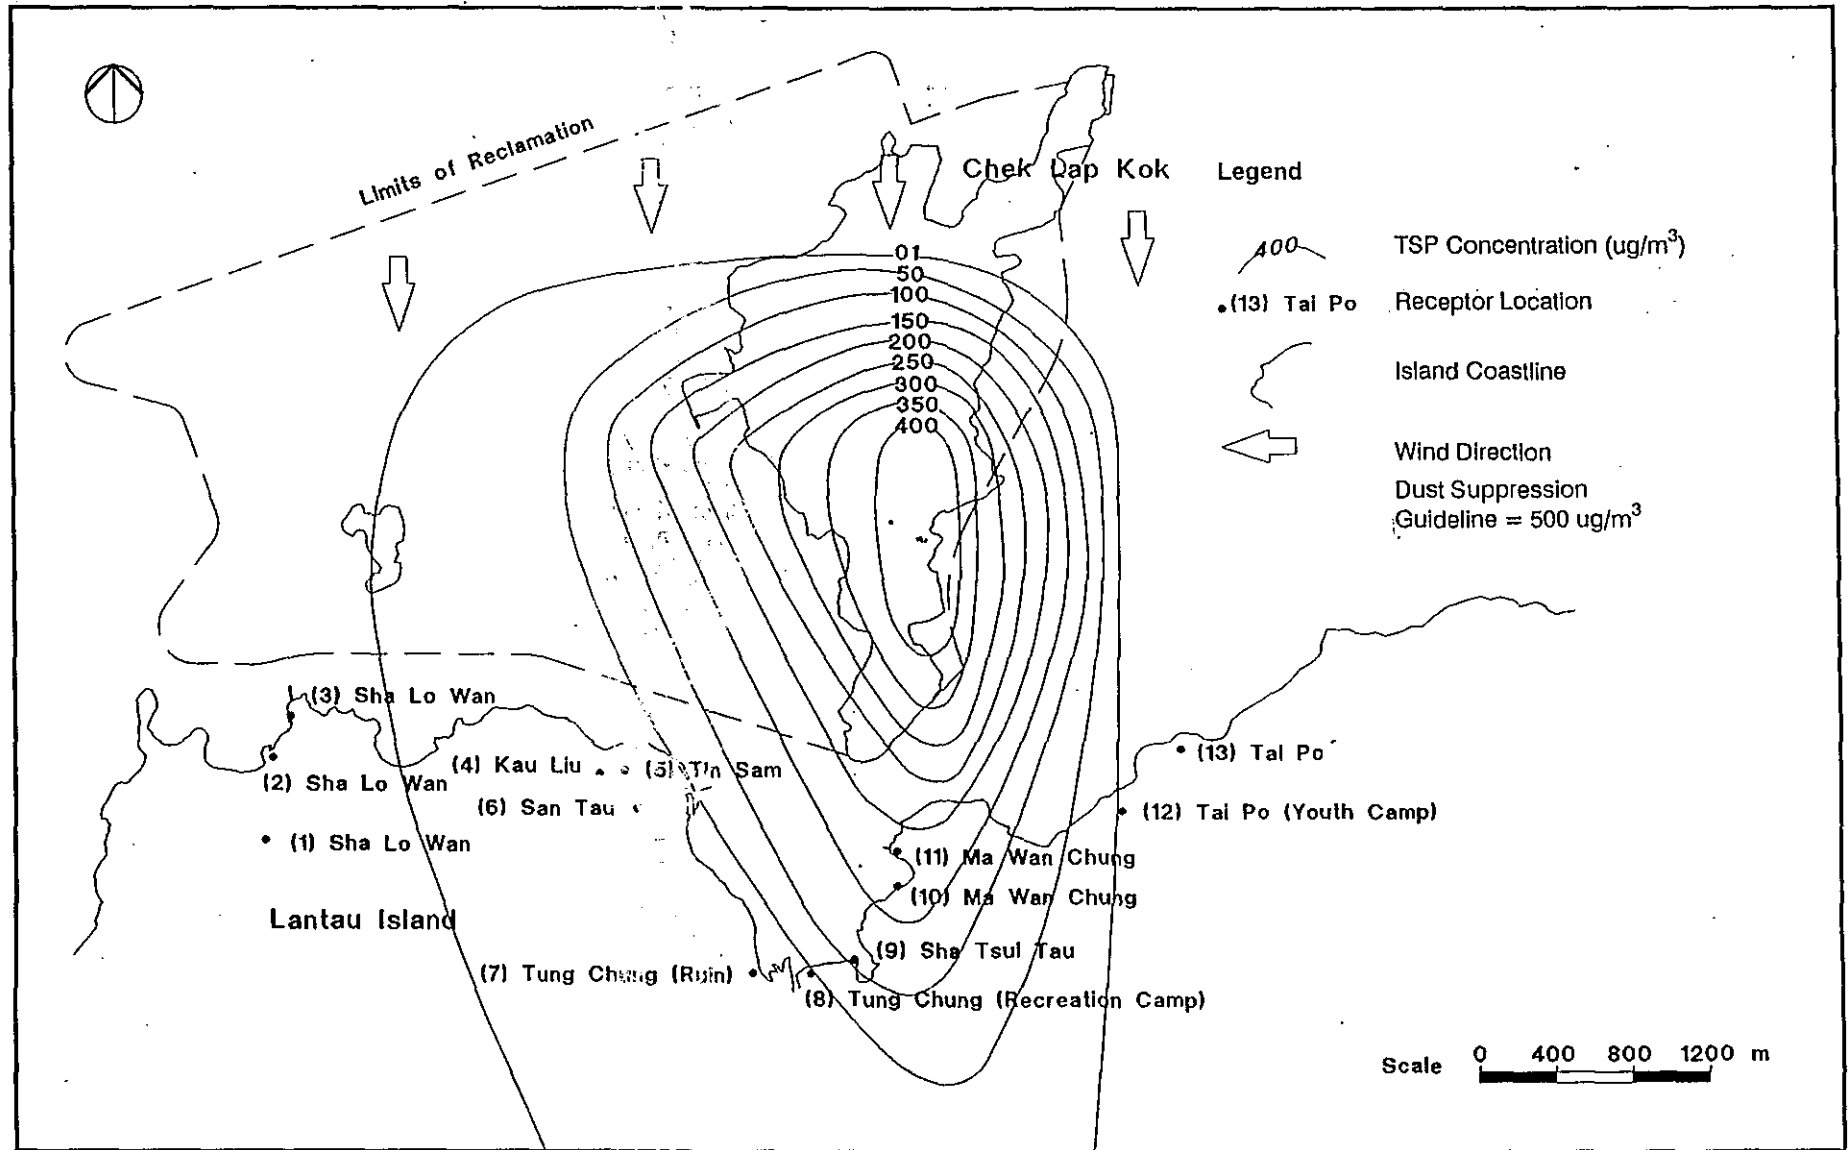 Limits of Reclamation
Chek Lap Kok
Legend
400
TSP Concentration (ug/m³)
(13) Tai Po
Receptor Location
Island Coastline
Wind Direction
Dust Suppression
Guideline = 500 ug/m³
01
50
100
150
200
250
300
350
400
(3) Sha Lo Wan
(2) Sha Lo Wan
(1) Sha Lo Wan
(4) Kau Liu
(5) Tin Sam
(6) San Tau
(13) Tai Po
(12) Tai Po (Youth Camp)
(11) Ma Wan Chung
(10) Ma Wan Chung
Lantau Island
(9) Sha Tsui Tau
(7) Tung Chung (Ruin)
(8) Tung Chung (Recreation Camp)
Scale 0 400 800 1200 m